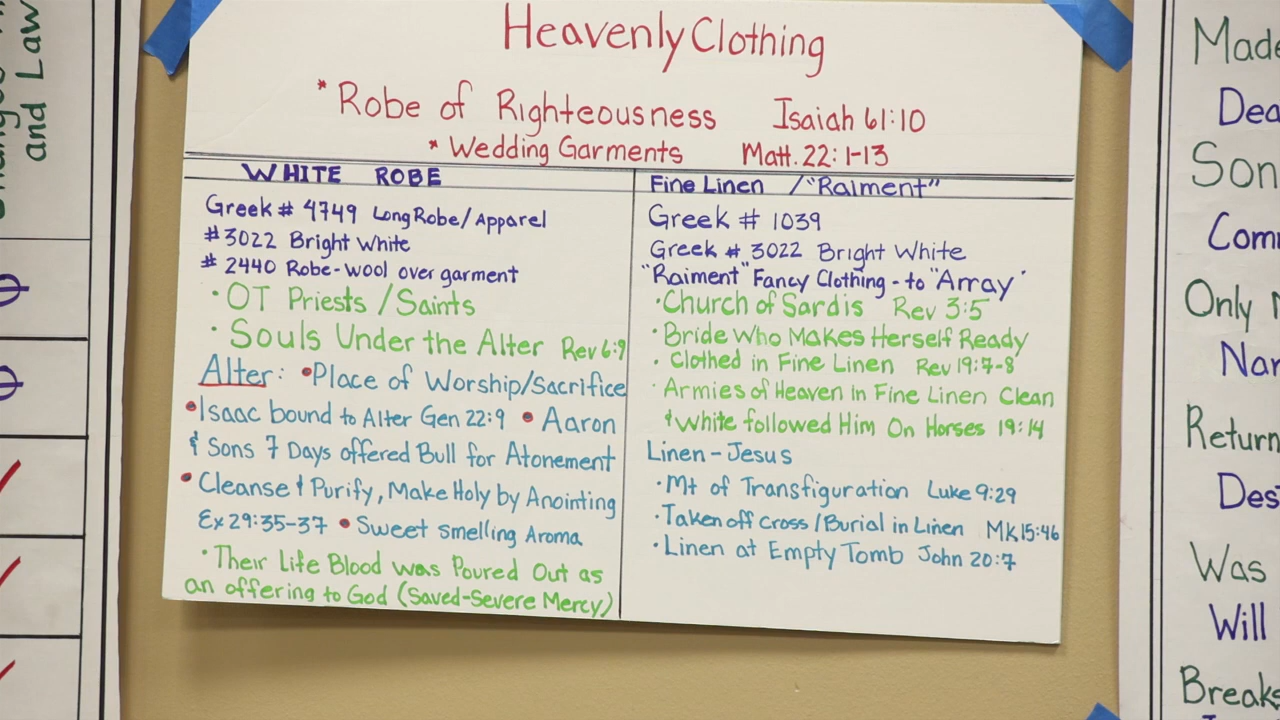 and Law
Heavenly Clothing
* Robe of Righteousness Isaiah 61:10
* Wedding Garments Matt. 22:1-13
WHITE ROBE
Greek # 4749 Long Robe/Apparel
#3022 Bright White
# 2440 Robe-wool over garment
• OT Priests/Saints
• Souls Under the Alter Rev 6:9
Alter: • Place of Worship/Sacrifice
• Isaac bound to Alter Gen 22:9 • Aaron
& Sons 7 Days offered Bull for Atonement
• Cleanse & Purify, Make Holy by Anointing
Ex 29:35-37 • Sweet smelling Aroma
• Their Life Blood was Poured Out as
an offering to God (Saved-Severe Mercy)
Fine Linen /"Raiment"
Greek # 1039
Greek # 3022 Bright White
"Raiment" Fancy Clothing - to "Array"
• Church of Sardis Rev 3:5
• Bride Who Makes Herself Ready
• Clothed in Fine Linen Rev 19:7-8
• Armies of Heaven in Fine Linen Clean
& White followed Him On Horses 19:14
Linen - Jesus
• Mt of Transfiguration Luke 9:29
• Taken off cross/Burial in Linen Mk 15:46
• Linen at Empty Tomb John 20:7
Made
Son
Only
Return
Was
Will
Breaks